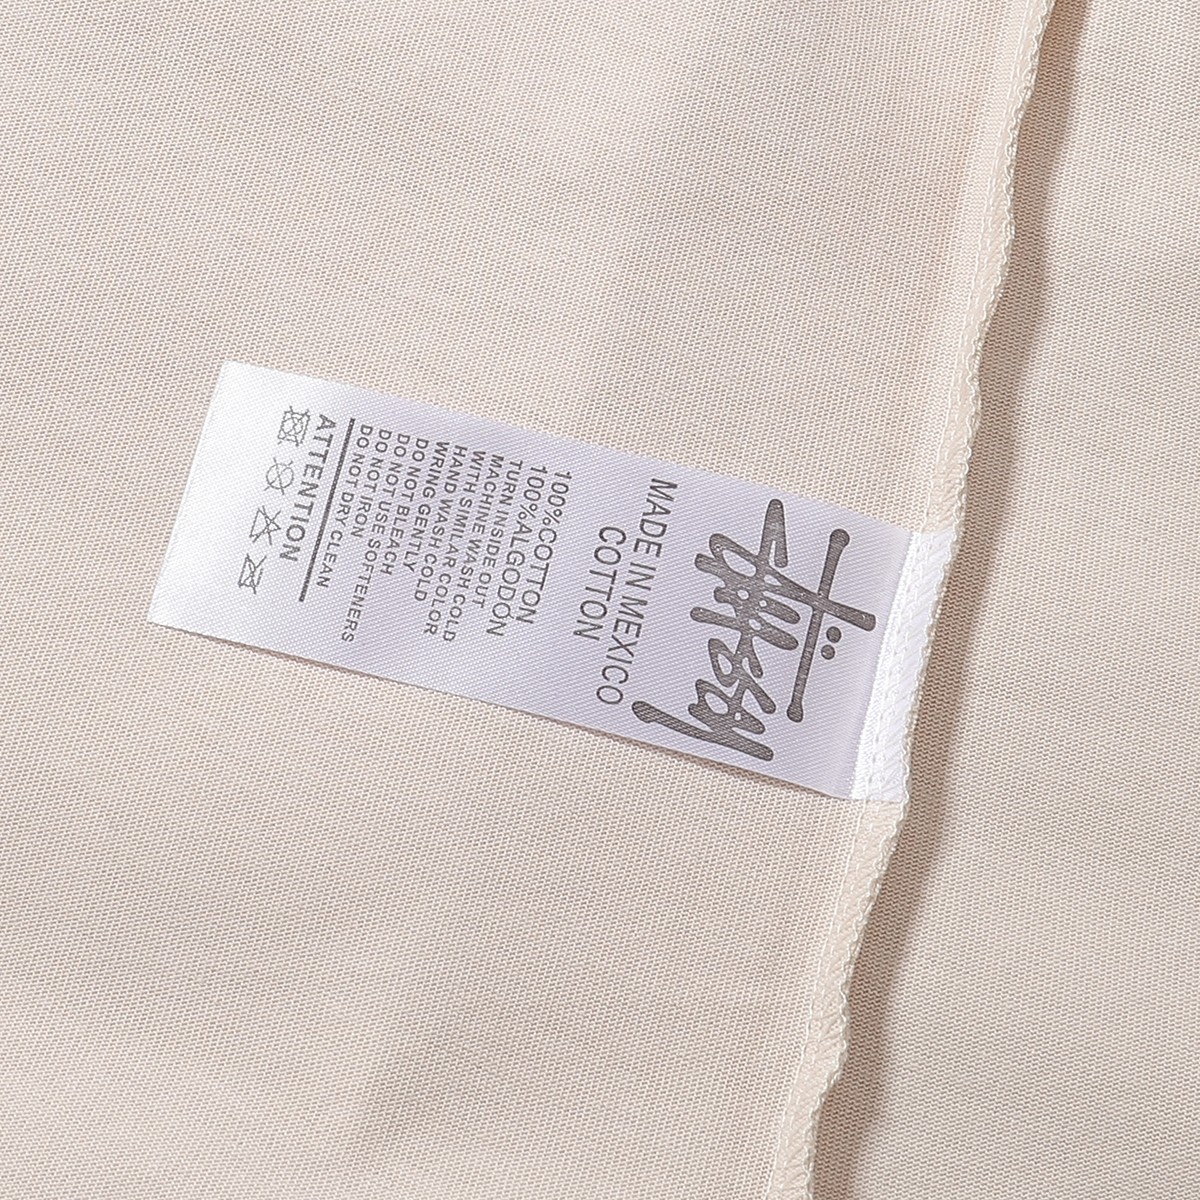 Stüssy
MADE IN MEXICO
COTTON
100%COTTON
100%ALGODÓN
TURN INSIDE OUT
MACHINE WASH COLD
WITH SIMILAR COLOR
HAND WASH COLD
WRING GENTLY
DO NOT BLEACH
DO NOT USE SOFTENERS
DO NOT IRON
DO NOT DRY CLEAN
ATTENTION